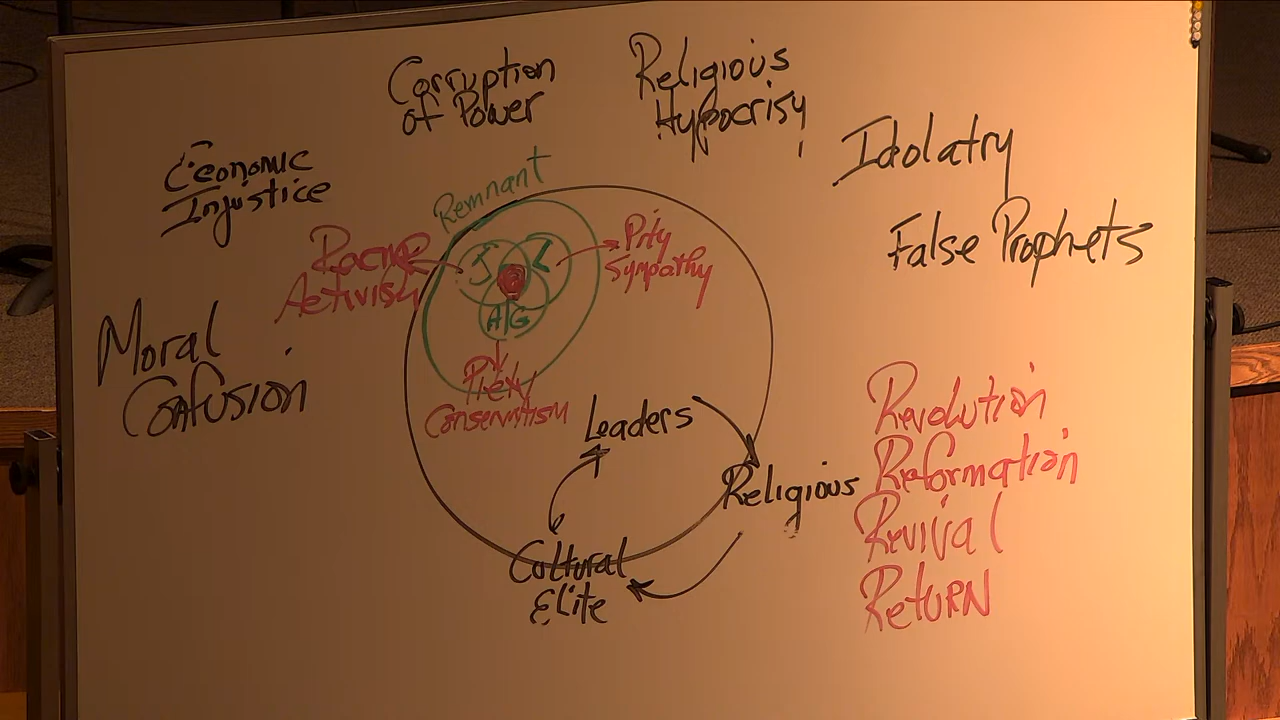 Corruption
of Power
Religious
Hypocrisy
Economic
Injustice
Idolatry
False Prophets
Remnant
J
A/G
Pity
Sympathy
Activism
Moral
Confusion
Piety
Conservatism
Leaders
Religious
Cultural
Elite
Revolution
Reformation
Revival
Return